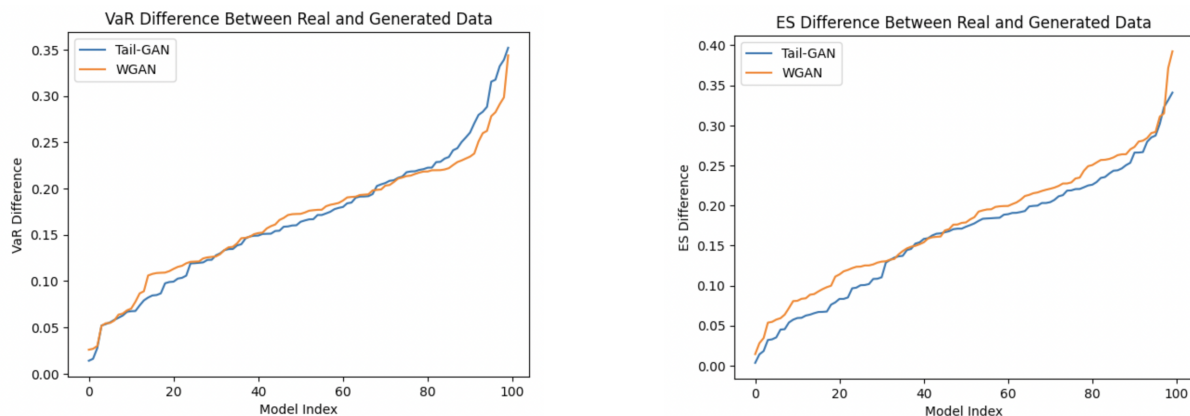 VaR Difference Between Real and Generated Data
Tail-GAN
WGAN
0.35
0.30
0.25
0.20
0.15
0.10
0.05
0.00
VaR Difference
0 20 40 60 80 100
Model Index
ES Difference Between Real and Generated Data
Tail-GAN
WGAN
0.40
0.35
0.30
0.25
0.20
0.15
0.10
0.05
0.00
ES Difference
0 20 40 60 80 100
Model Index